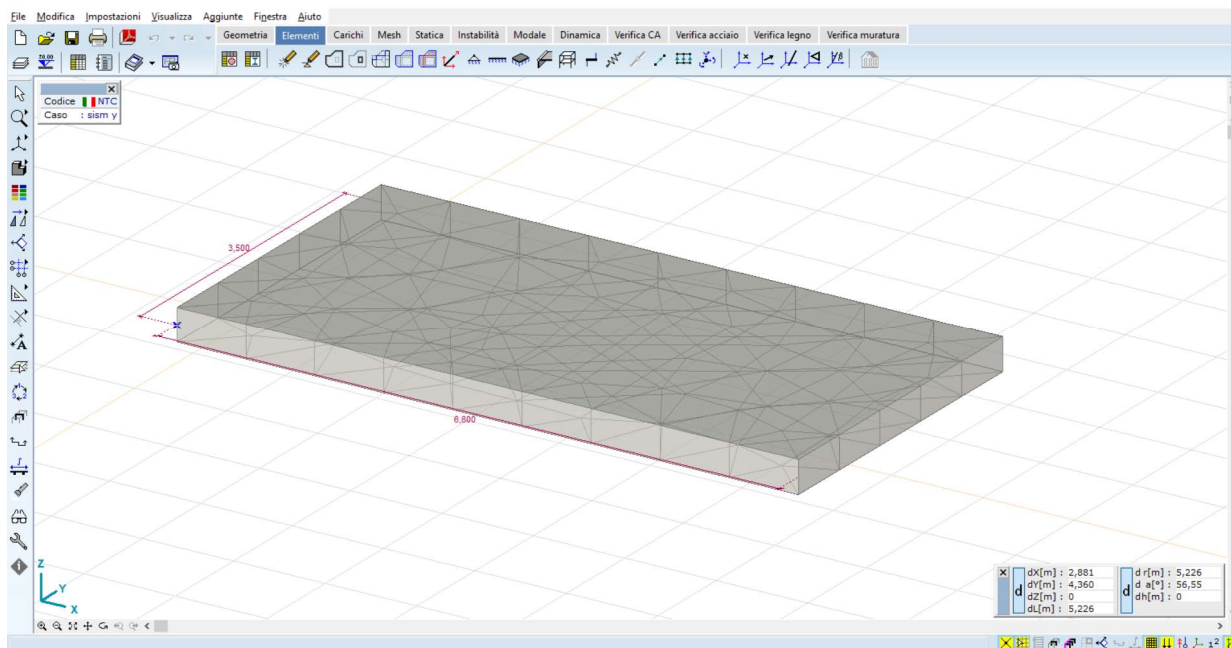 File Modifica Impostazioni Visualizza Aggiunte Finestra Aiuto
Geometria Elementi Carichi Mesh Statica Instabilità Modale Dinamica Verifica CA Verifica acciaio Verifica legno Verifica muratura
Codice NTC
Caso : sism y
3,500
6,800
Z
Y
X
dX[m] : 2,881
dY[m] : 4,360
dZ[m] : 0
dL[m] : 5,226
d
d r[m] : 5,226
d a[°] : 56,55
dh[m] : 0
d